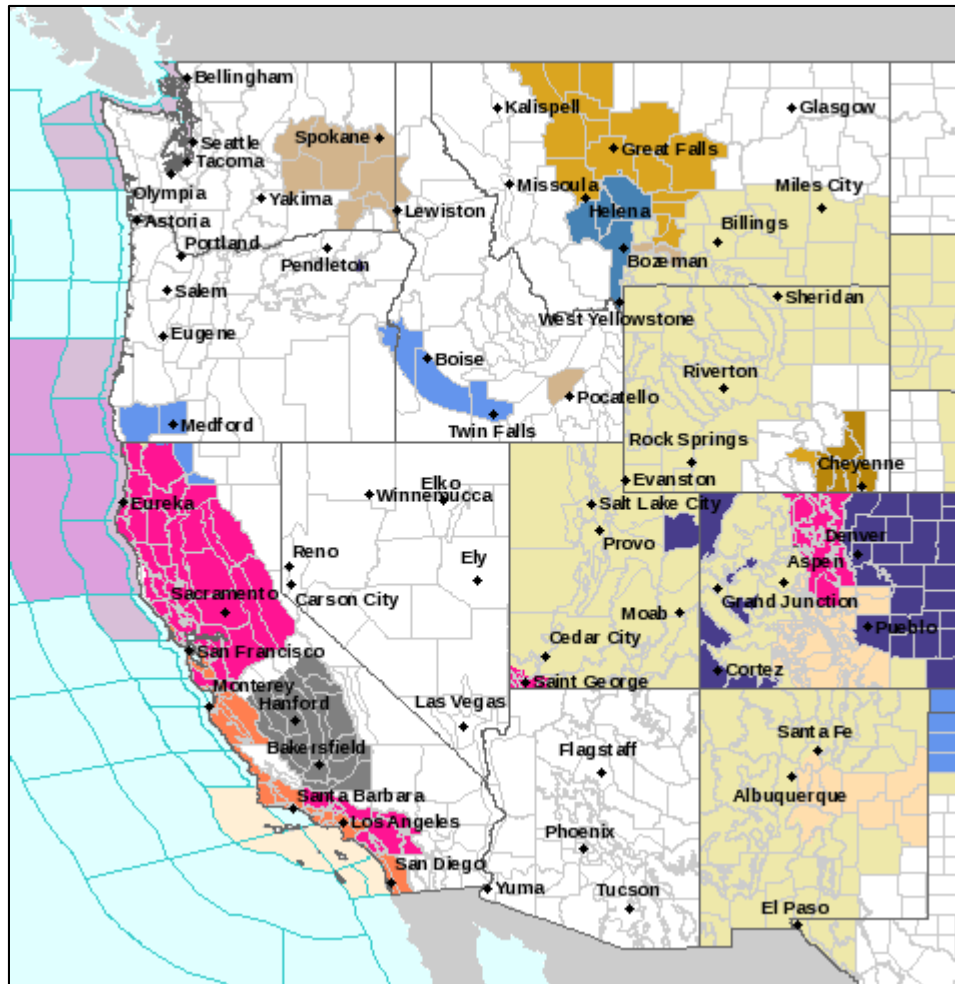 Bellingham
Kalispell
Glasgow
Seattle
Spokane
Great Falls
Tacoma
Olympia
Missoula
Miles City
Yakima
Lewiston
Helena
Astoria
Billings
Portland
Pendleton
Bozeman
Salem
Sheridan
West Yellowstone
Eugene
Boise
Riverton
Pocatello
Medford
Twin Falls
Rock Springs
Cheyenne
Elko
Evanston
Winnemucca
Eureka
Salt Lake City
Provo
Denver
Reno
Ely
Aspen
Sacramento
Carson City
Grand Junction
Moab
Pueblo
Cedar City
San Francisco
Cortez
Saint George
Monterey
Hanford
Las Vegas
Bakersfield
Flagstaff
Santa Fe
Santa Barbara
Albuquerque
Los Angeles
Phoenix
San Diego
Yuma
Tucson
El Paso